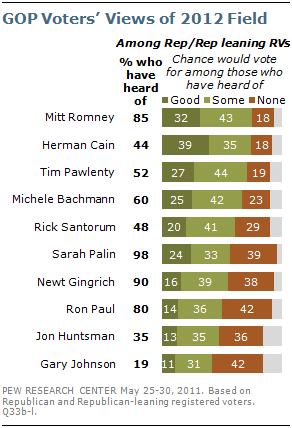 GOP Voters' Views of 2012 Field
Among Rep/Rep leaning RVs
% who have heard of
Chance would vote for among those who have heard of
Good Some None
Mitt Romney 85 32 43 18
Herman Cain 44 39 35 18
Tim Pawlenty 52 27 44 19
Michele Bachmann 60 25 42 23
Rick Santorum 48 20 41 29
Sarah Palin 98 24 33 39
Newt Gingrich 90 16 39 38
Ron Paul 80 14 36 42
Jon Huntsman 35 13 35 36
Gary Johnson 19 11 31 42
PEW RESEARCH CENTER May 25-30, 2011. Based on
Republican and Republican-leaning registered voters.
Q33b-l.